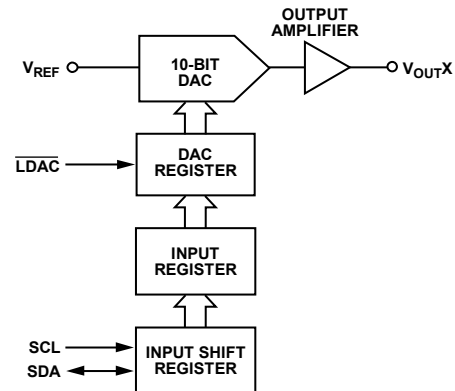 OUTPUT
AMPLIFIER
VREF
10-BIT
DAC
VOUTX
LDAC
DAC
REGISTER
INPUT
REGISTER
SCL
SDA
INPUT SHIFT
REGISTER